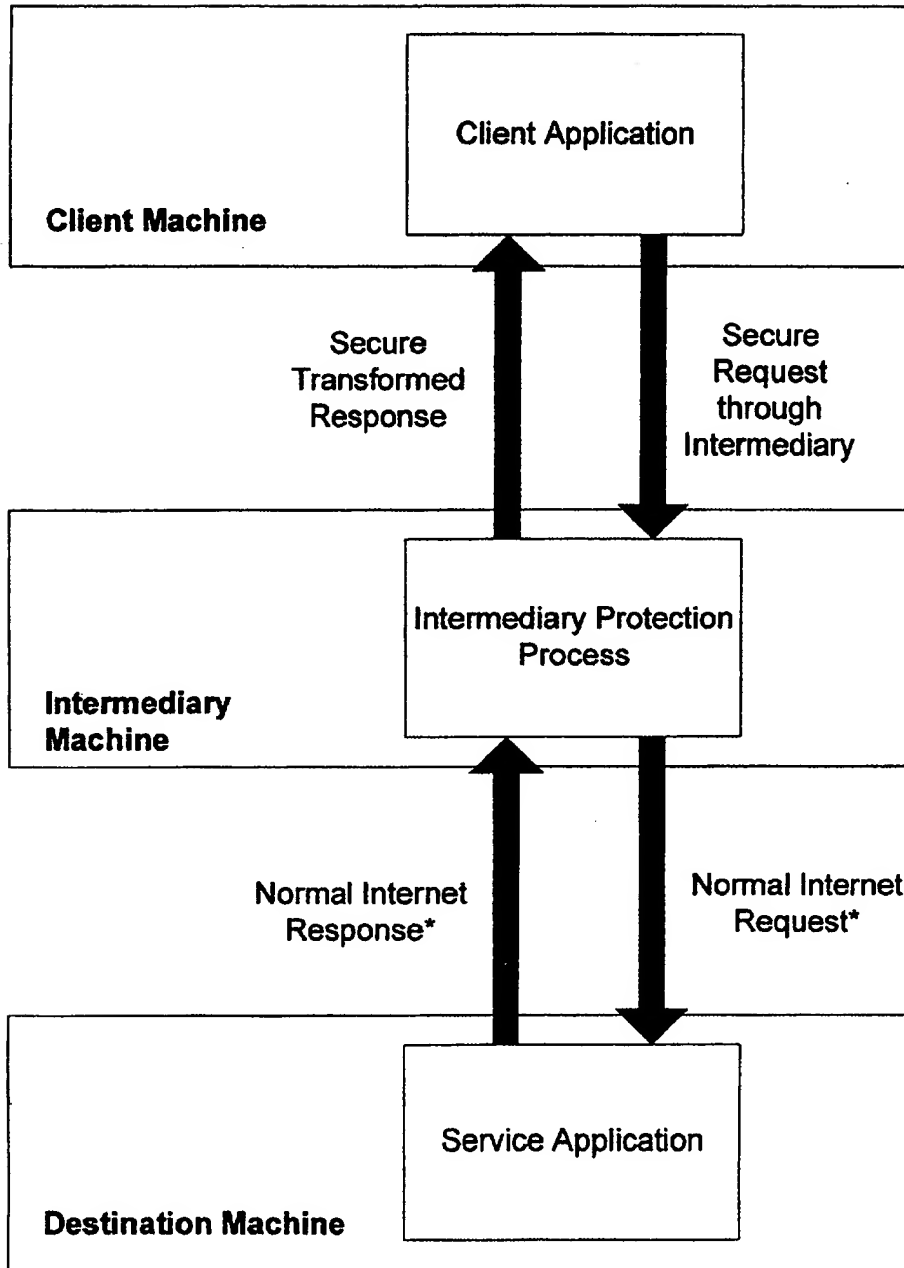 Client Application
Client Machine
Secure
Transformed
Response
Secure
Request
through
Intermediary
Intermediary Protection
Process
Intermediary
Machine
Normal Internet
Response*
Normal Internet
Request*
Service Application
Destination Machine